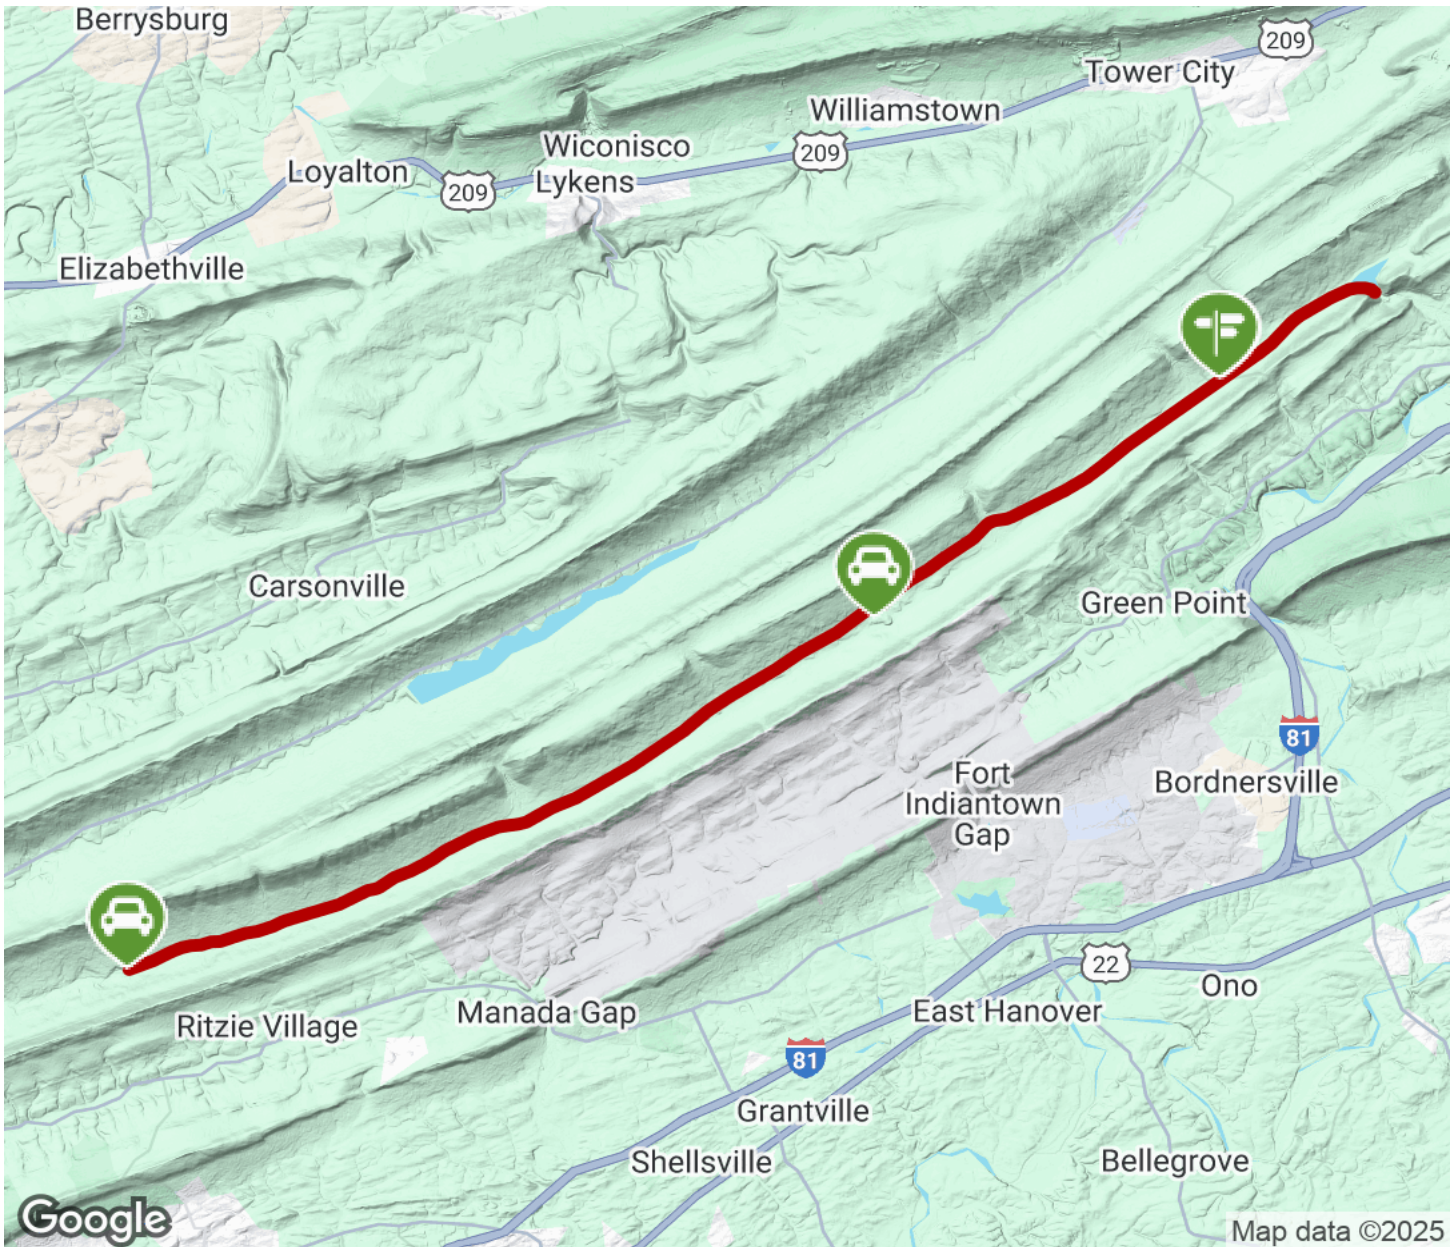 Berrysburg
209
Tower City
Williamstown
Wiconisco
209
Loyalton
Lykens
209
Elizabethville
Carsonville
Green Point
81
Fort
Indiantown
Gap
Bordnersville
22
Ono
Manada Gap
East Hanover
Ritzie Village
81
Grantville
Shellsville
Bellegrove
Google
Map data ©2025